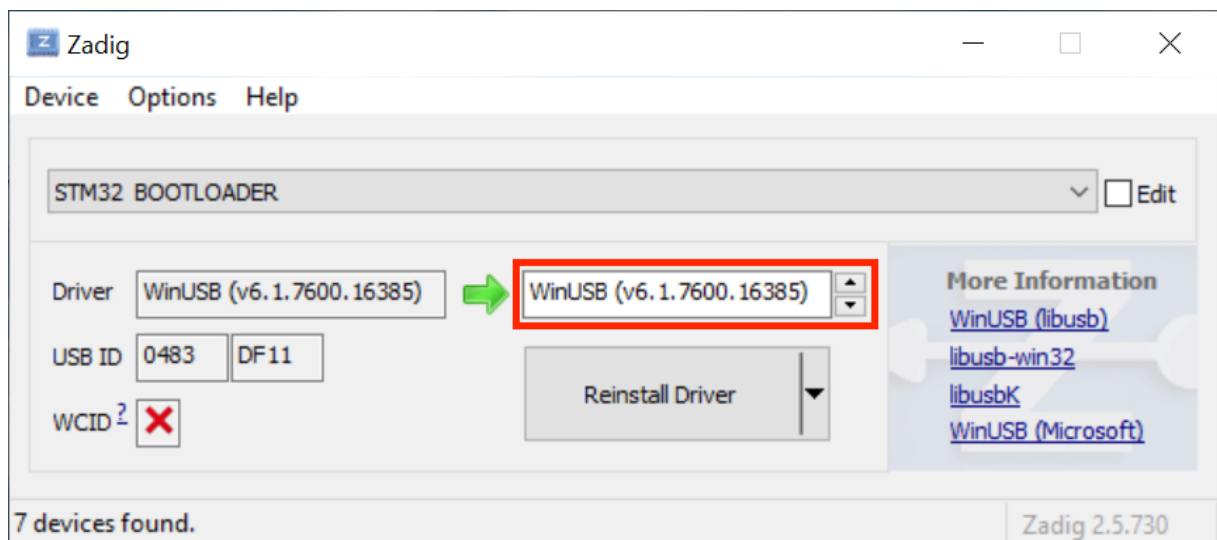 Zadig
Device Options Help
STM32 BOOTLOADER
Edit
Driver WinUSB (v6.1.7600.16385) WinUSB (v6.1.7600.16385)
USB ID 0483 DF11
WCID ?
Reinstall Driver
More Information
WinUSB (libusb)
libusb-win32
libusbK
WinUSB (Microsoft)
7 devices found.
Zadig 2.5.730